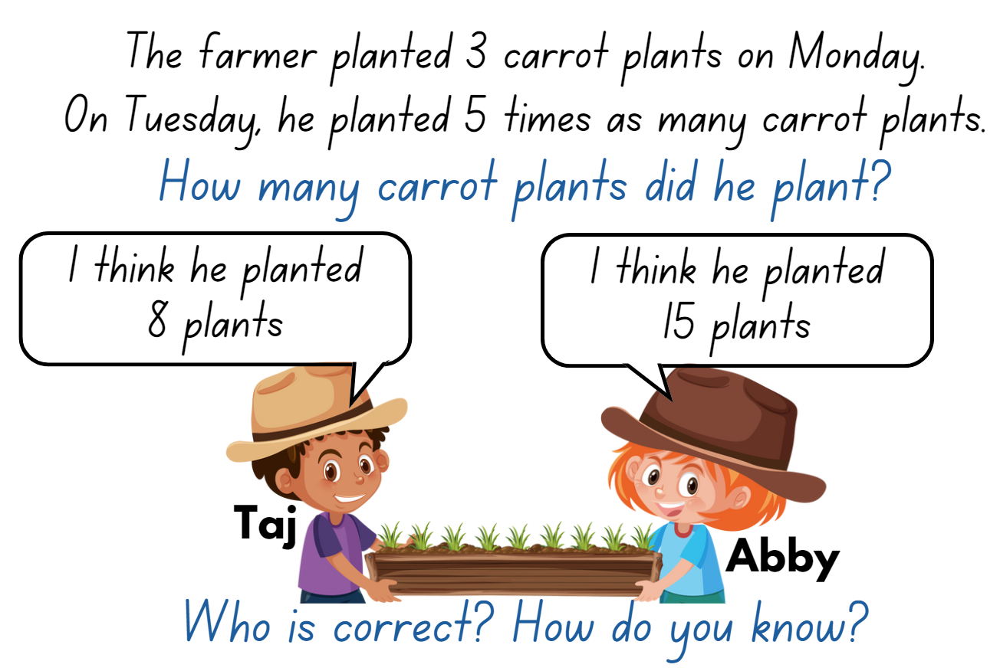 The farmer planted 3 carrot plants on Monday.
On Tuesday, he planted 5 times as many carrot plants.
How many carrot plants did he plant?
I think he planted
8 plants
I think he planted
15 plants
Taj
Abby
Who is correct? How do you know?